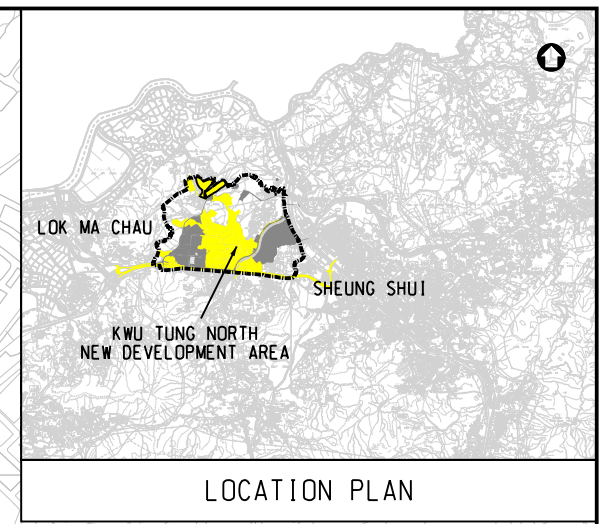 LOK MA CHAU
SHEUNG SHUI
KWU TUNG NORTH
NEW DEVELOPMENT AREA
LOCATION PLAN